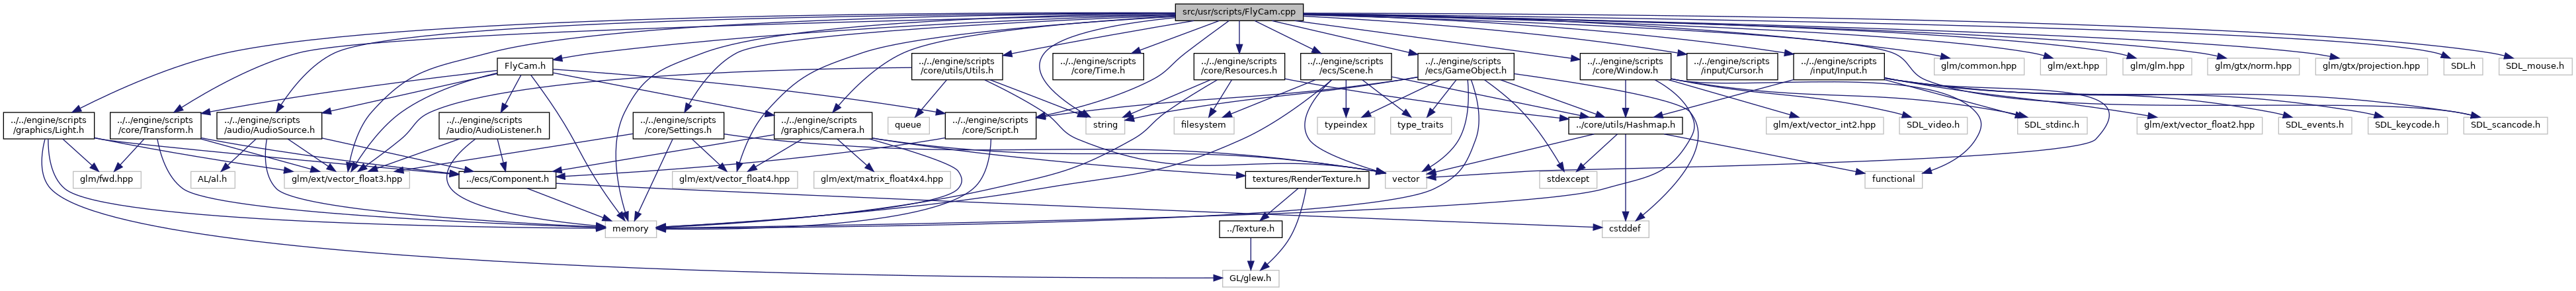 src/usr/scripts/FlyCam.cpp
FlyCam.h
../../engine/scripts
/core/utils/Utils.h
../../engine/scripts
/core/Time.h
../../engine/scripts
/core/Resources.h
../../engine/scripts
/ecs/Scene.h
../../engine/scripts
/ecs/GameObject.h
../../engine/scripts
/core/Window.h
../../engine/scripts
/input/Cursor.h
../../engine/scripts
/input/Input.h
glm/common.hpp
glm/ext.hpp
glm/glm.hpp
glm/gtx/norm.hpp
glm/gtx/projection.hpp
SDL.h
SDL_mouse.h
../../engine/scripts
/graphics/Light.h
../../engine/scripts
/core/Transform.h
../../engine/scripts
/audio/AudioSource.h
../../engine/scripts
/audio/AudioListener.h
../../engine/scripts
/core/Settings.h
../../engine/scripts
/graphics/Camera.h
queue
../../engine/scripts
/core/Script.h
string
filesystem
typeindex
type_traits
../core/utils/Hashmap.h
glm/ext/vector_int2.hpp
SDL_video.h
SDL_stdinc.h
glm/ext/vector_float2.hpp
SDL_events.h
SDL_keycode.h
SDL_scancode.h
glm/fwd.hpp
AL/al.h
glm/ext/vector_float3.hpp
../ecs/Component.h
glm/ext/vector_float4.hpp
glm/ext/matrix_float4x4.hpp
textures/RenderTexture.h
vector
stdexcept
functional
memory
../Texture.h
cstddef
GL/glew.h